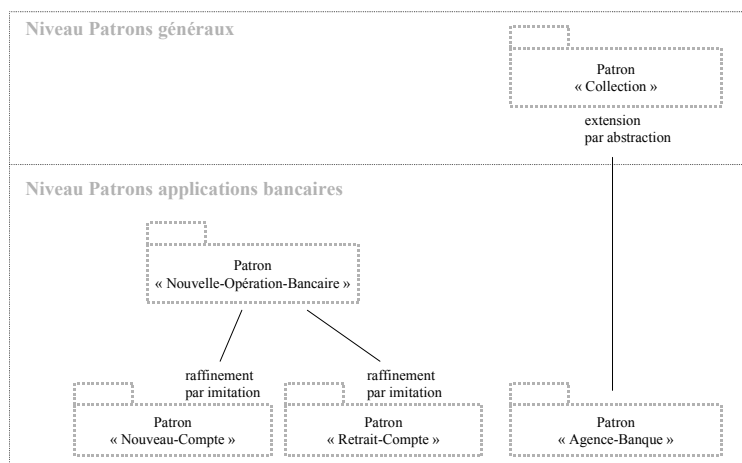 Niveau Patrons généraux
Patron
« Collection »
extension
par abstraction
Niveau Patrons applications bancaires
Patron
« Nouvelle-Opération-Bancaire »
raffinement
par imitation
raffinement
par imitation
Patron
« Nouveau-Compte »
Patron
« Retrait-Compte »
Patron
« Agence-Banque »